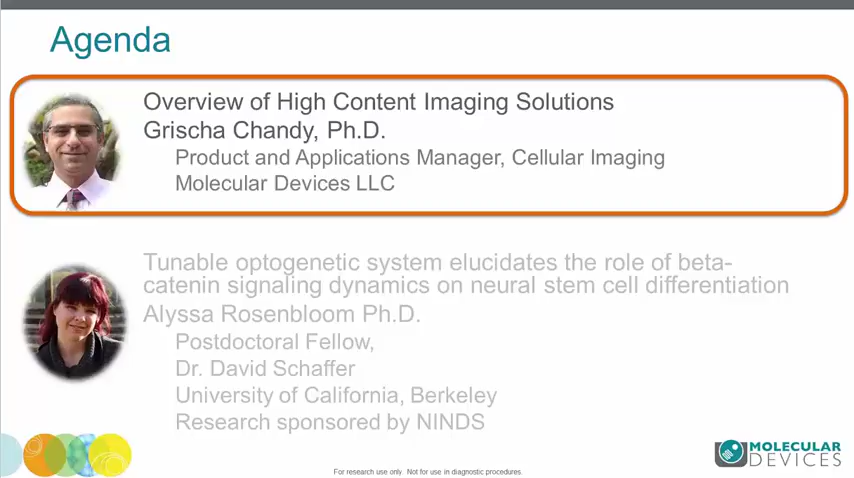 Agenda
Overview of High Content Imaging Solutions
Grischa Chandy, Ph.D.
Product and Applications Manager, Cellular Imaging
Molecular Devices LLC
Tunable optogenetic system elucidates the role of beta-
catenin signaling dynamics on neural stem cell differentiation
Alyssa Rosenbloom Ph.D.
Postdoctoral Fellow,
Dr. David Schaffer
University of California, Berkeley
Research sponsored by NINDS
For research use only. Not for use in diagnostic procedures.
MOLECULAR
DEVICES